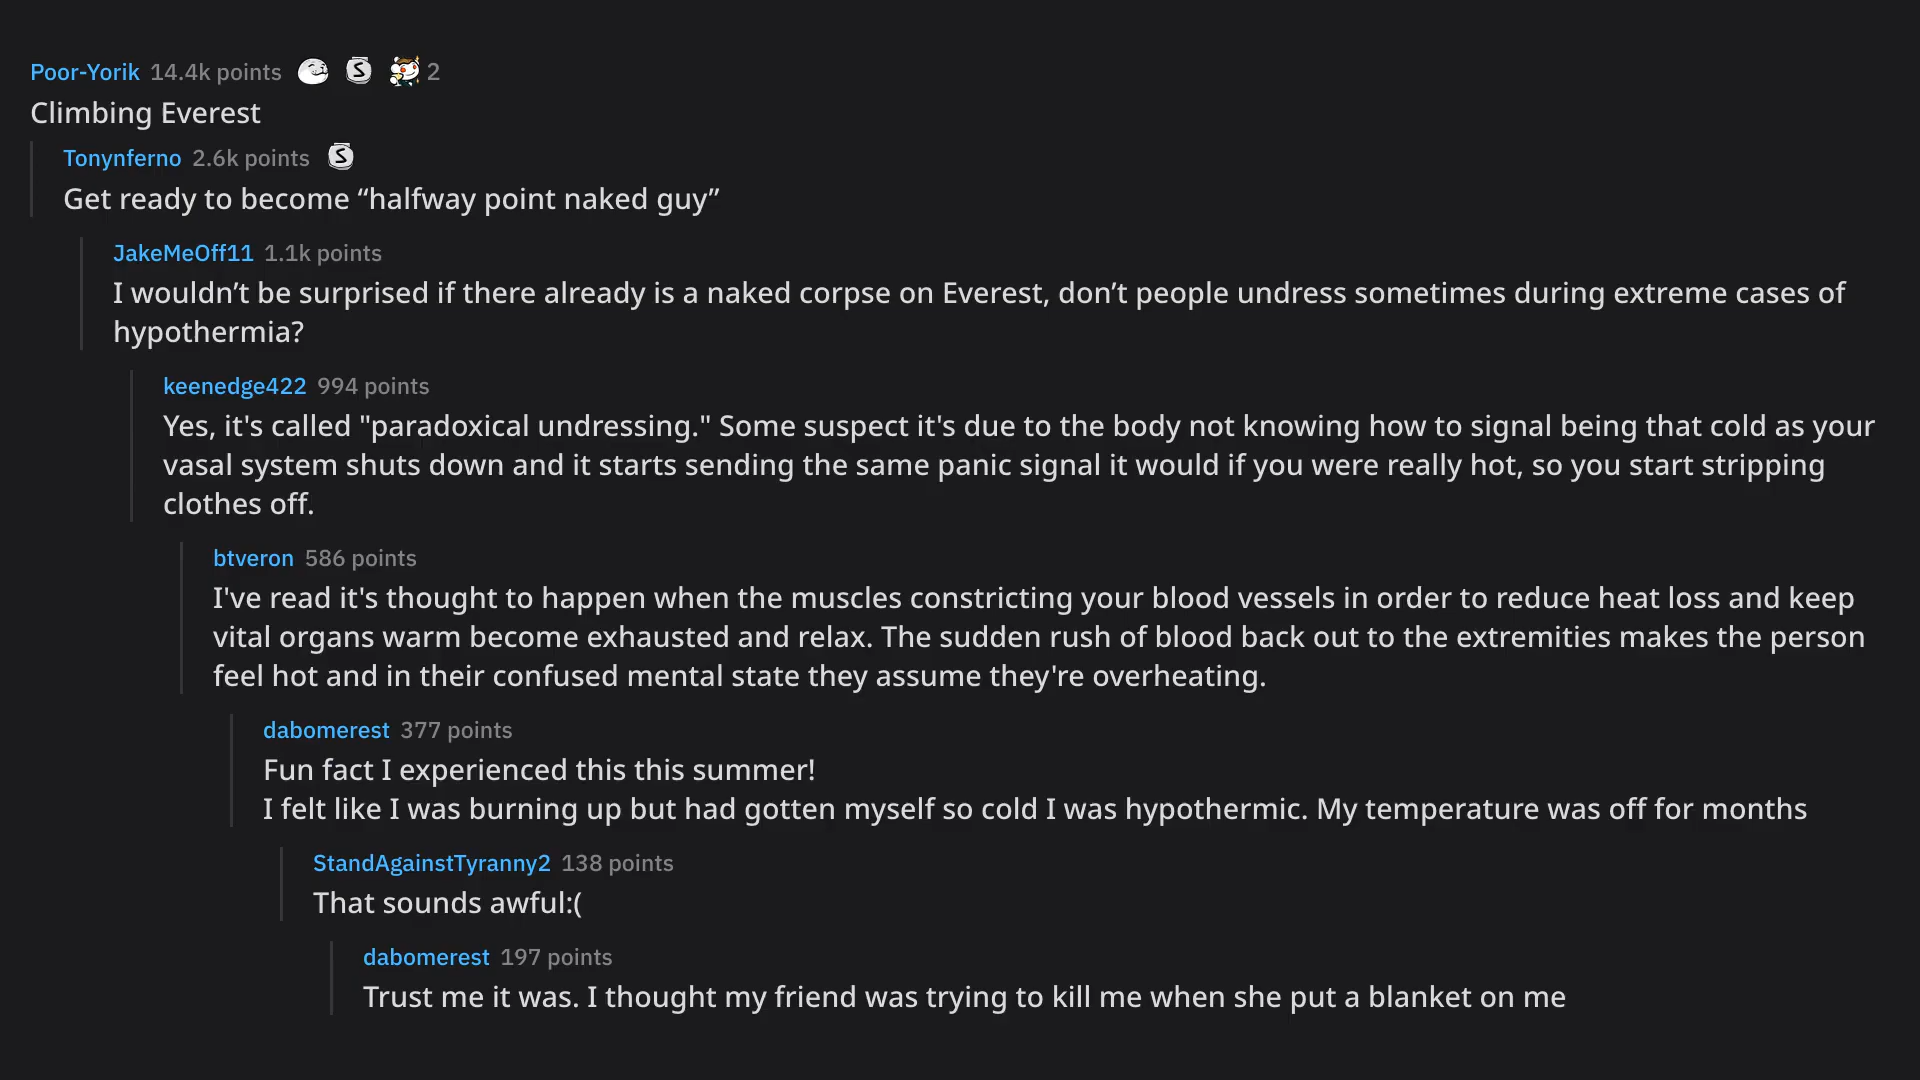 Poor-Yorik 14.4k points 2
Climbing Everest
Tonynferno 2.6k points
Get ready to become “halfway point naked guy”
JakeMeOff11 1.1k points
I wouldn’t be surprised if there already is a naked corpse on Everest, don’t people undress sometimes during extreme cases of
hypothermia?
keenedge422 994 points
Yes, it's called "paradoxical undressing." Some suspect it's due to the body not knowing how to signal being that cold as your
vasal system shuts down and it starts sending the same panic signal it would if you were really hot, so you start stripping
clothes off.
btveron 586 points
I've read it's thought to happen when the muscles constricting your blood vessels in order to reduce heat loss and keep
vital organs warm become exhausted and relax. The sudden rush of blood back out to the extremities makes the person
feel hot and in their confused mental state they assume they're overheating.
dabomerest 377 points
Fun fact I experienced this this summer!
I felt like I was burning up but had gotten myself so cold I was hypothermic. My temperature was off for months
StandAgainstTyranny2 138 points
That sounds awful:(
dabomerest 197 points
Trust me it was. I thought my friend was trying to kill me when she put a blanket on me